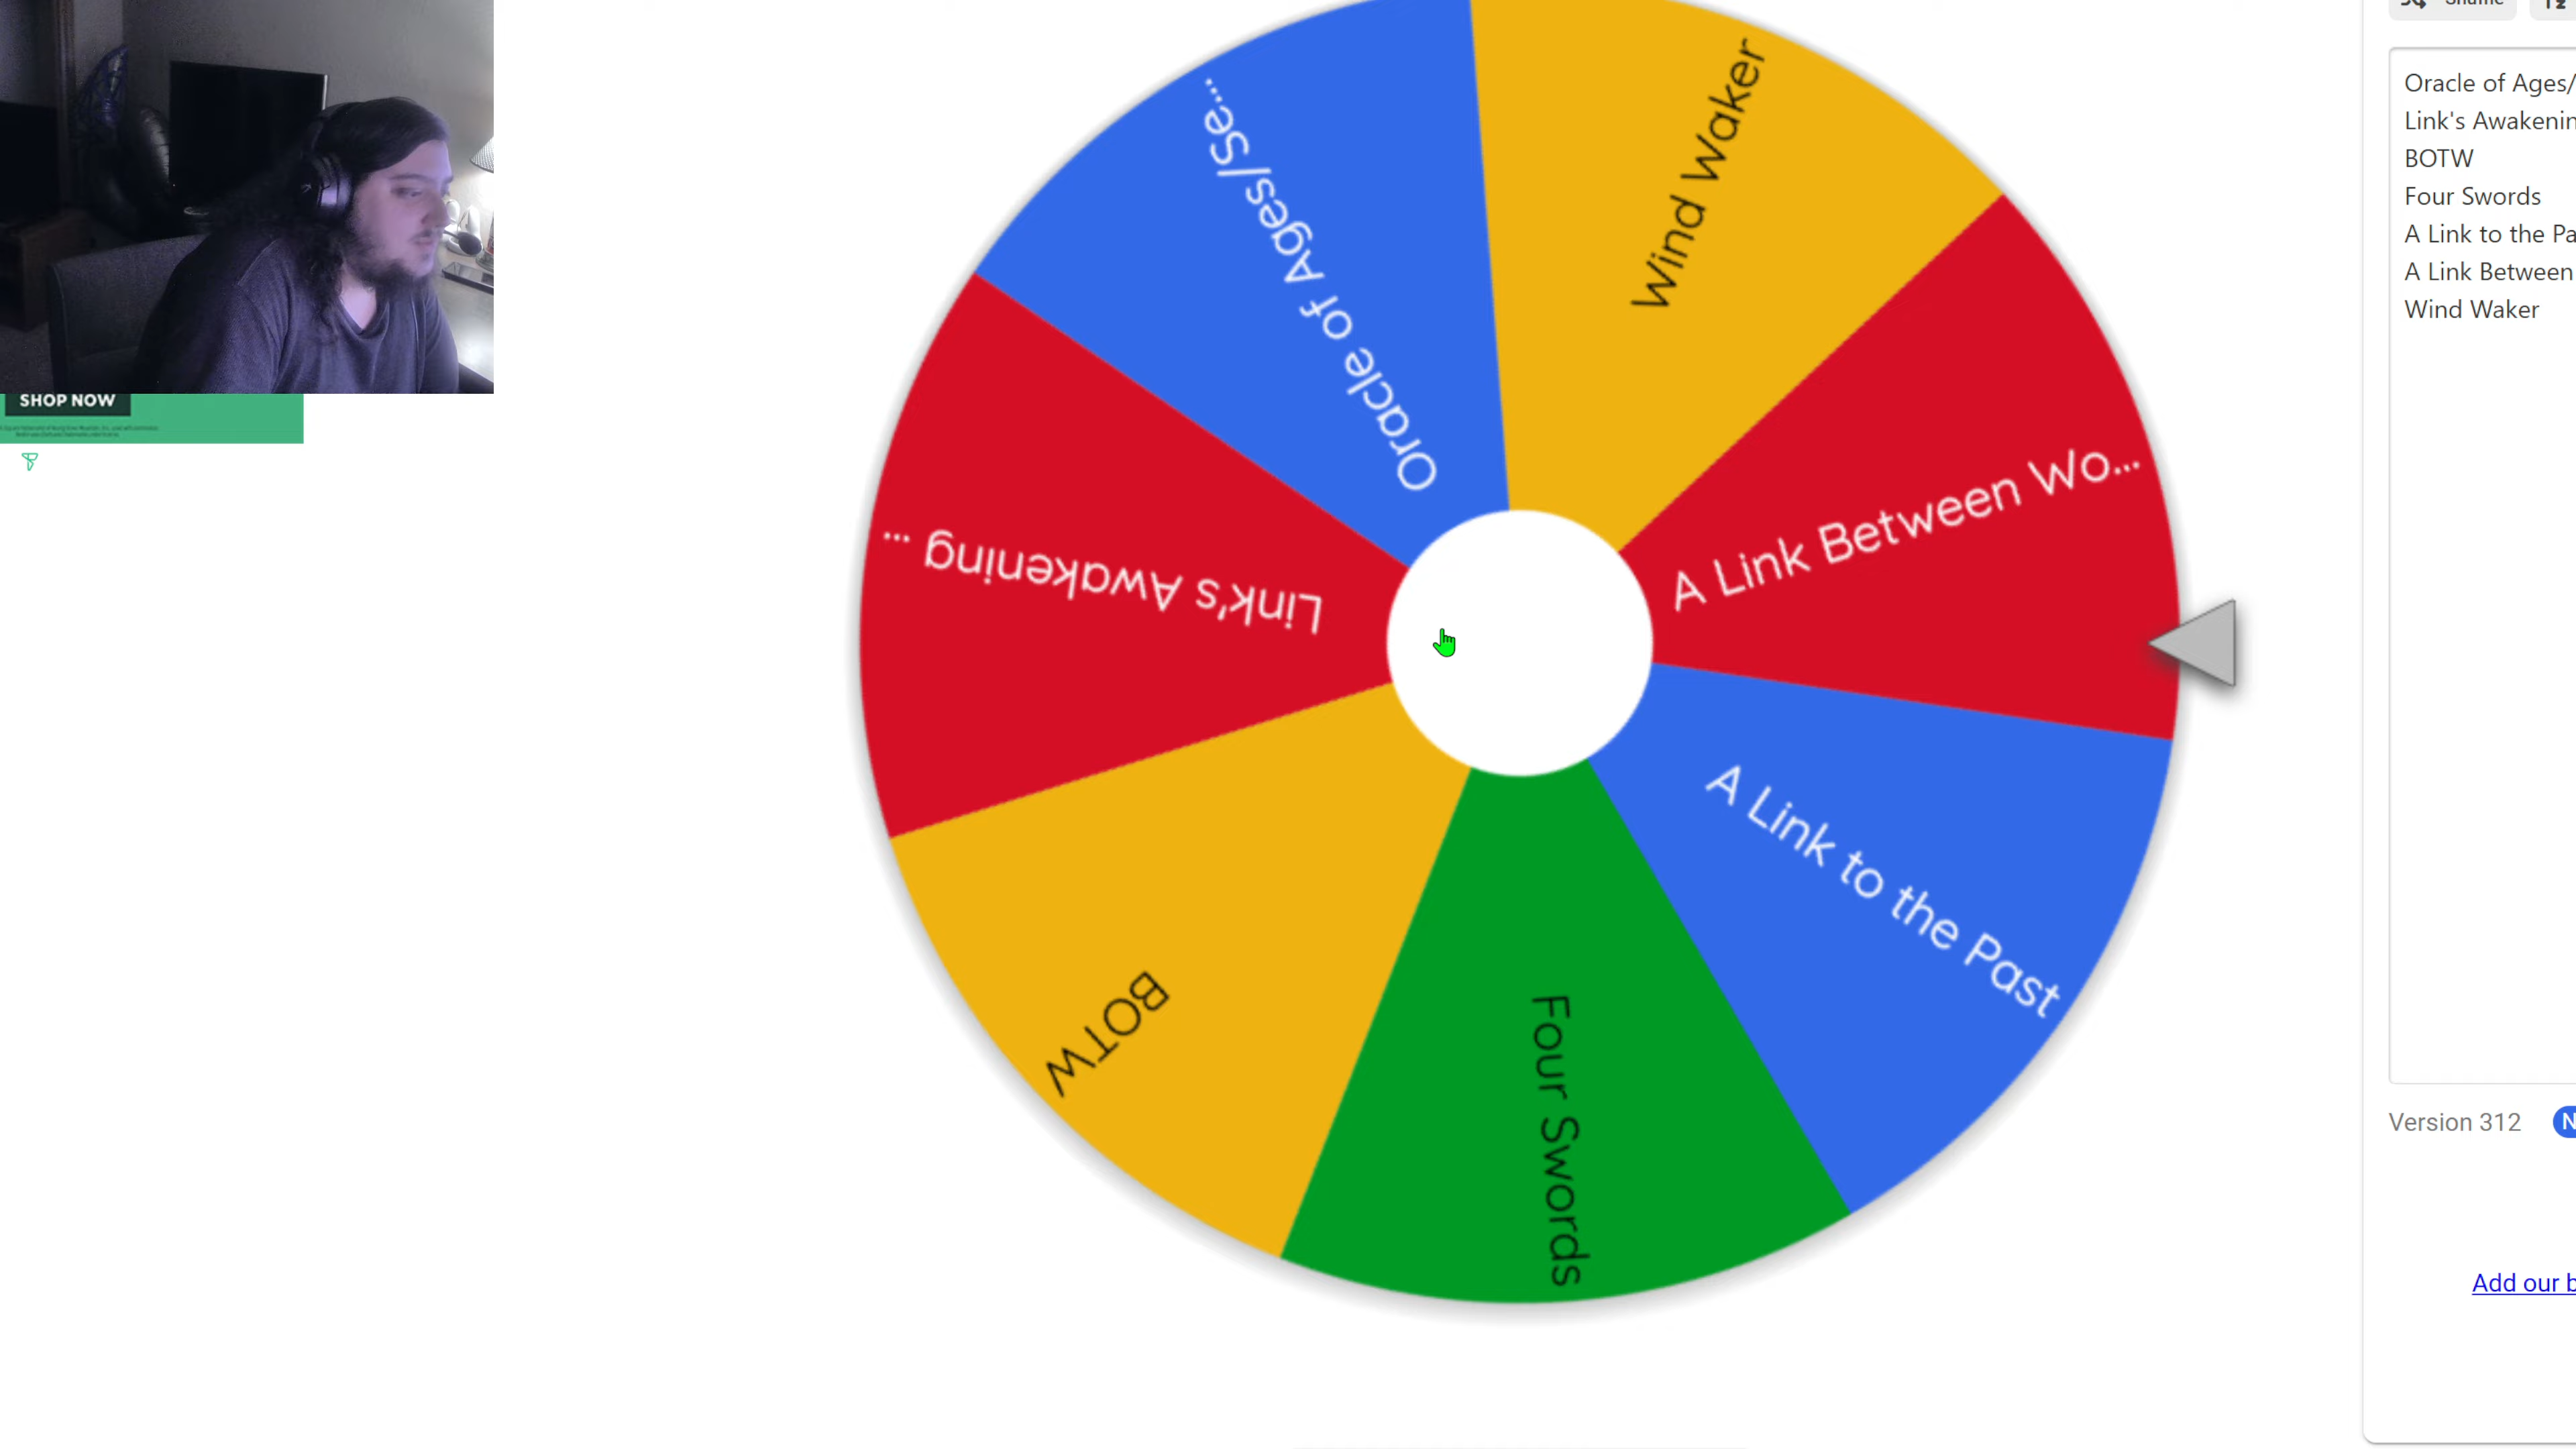 Shuffle
Oracle of Ages/
Link's Awakenin
BOTW
Four Swords
A Link to the Pa
A Link Between
Wind Waker
SHOP NOW
Wind Waker
Oracle of Ages/Se...
A Link Between Wo...
Link's Awakening ...
A Link to the Past
BOTW
Four Swords
Version 312
N
Add our b